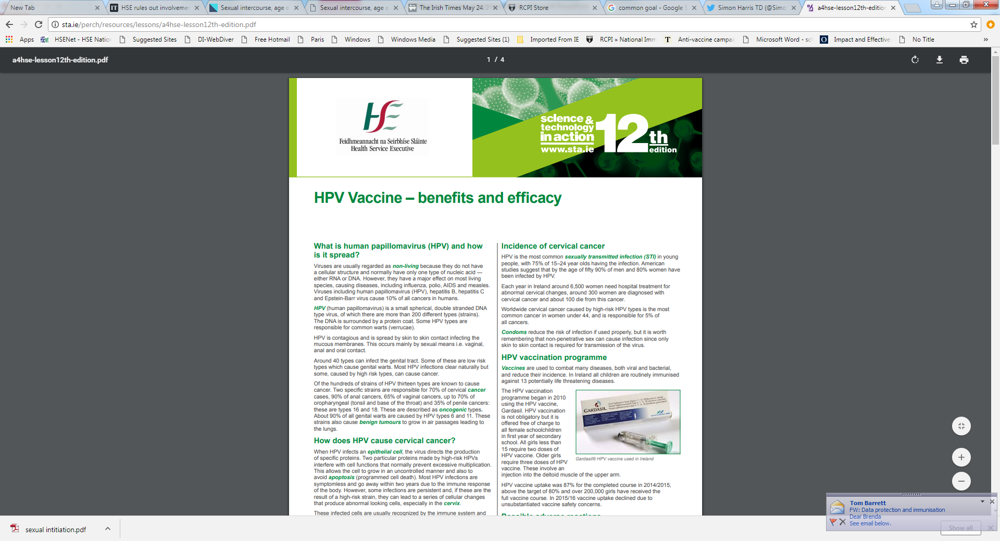 New Tab
HSE rules out involveme
Sexual intercourse, age o
Sexual intercourse, age o
The Irish Times May 24, 2
RCPI Store
common goal - Google S
Simon Harris TD (@Simo
a4hse-lesson12th-edition
sta.ie/perch/resources/lessons/a4hse-lesson12th-edition.pdf
Apps
HSENet - HSE Natio
Suggested Sites
DI-WebDiver
Free Hotmail
Paris
Windows
Windows Media
Suggested Sites (1)
Imported From IE
RCPI » National Imm
Anti-vaccine campai
Microsoft Word - sc
Impact and Effective
No Title
»
a4hse-lesson12th-edition.pdf
1 / 4
HSE
Feidhmeannacht na Seirbhíse Sláinte
Health Service Executive
science &
technology
in action
www.sta.ie
12th
edition
HPV Vaccine – benefits and efficacy
What is human papillomavirus (HPV) and how
is it spread?
Viruses are usually regarded as non-living because they do not have
a cellular structure and normally have only one type of nucleic acid —
either RNA or DNA. However, they have a major effect on most living
species, causing diseases, including influenza, polio, AIDS and measles.
Viruses including human papillomavirus (HPV), hepatitis B, hepatitis C
and Epstein-Barr virus cause 10% of all cancers in humans.
HPV (human papillomavirus) is a small spherical, double stranded DNA
type virus, of which there are more than 200 different types (strains).
The DNA is surrounded by a protein coat. Some HPV types are
responsible for common warts (verrucae).
HPV is contagious and is spread by skin to skin contact infecting the
mucous membranes. This occurs mainly by sexual means i.e. vaginal,
anal and oral contact.
Around 40 types can infect the genital tract. Some of these are low risk
types which cause genital warts. Most HPV infections clear naturally but
some, caused by high risk types, can cause cancer.
Of the hundreds of strains of HPV thirteen types are known to cause
cancer. Two specific strains are responsible for 70% of cervical cancer
cases, 90% of anal cancers, 65% of vaginal cancers, up to 70% of
oropharyngeal (tonsil and base of the throat) and 35% of penile cancers:
these are types 16 and 18. These are described as oncogenic types.
About 90% of all genital warts are caused by HPV types 6 and 11. These
strains also cause benign tumours to grow in air passages leading to
the lungs.
How does HPV cause cervical cancer?
When HPV infects an epithelial cell, the virus directs the production
of specific proteins. Two particular proteins made by high-risk HPVs
interfere with cell functions that normally prevent excessive multiplication.
This allows the cell to grow in an uncontrolled manner and also to
avoid apoptosis (programmed cell death). Most HPV infections are
symptomless and go away within two years due to the immune response
of the body. However, some infections are persistent and, if these are the
result of a high-risk strain, they can lead to a series of cellular changes
that produce abnormal looking cells, especially in the cervix.
These infected cells are usually recognized by the immune system and
Incidence of cervical cancer
HPV is the most common sexually transmitted infection (STI) in young
people, with 75% of 15–24 year olds having the infection. American
studies suggest that by the age of fifty 90% of men and 80% women have
been infected by HPV.
Each year in Ireland around 6,500 women need hospital treatment for
abnormal cervical changes, around 300 women are diagnosed with
cervical cancer and about 100 die from this cancer.
Worldwide cervical cancer caused by high-risk HPV types is the most
common cancer in women under 44, and is responsible for 5% of
all cancers.
Condoms reduce the risk of infection if used properly, but it is worth
remembering that non-penetrative sex can cause infection since only
skin to skin contact is required for transmission of the virus.
HPV vaccination programme
Vaccines are used to combat many diseases, both viral and bacterial,
and reduce their incidence. In Ireland all children are routinely immunised
against 13 potentially life threatening diseases.
The HPV vaccination
programme began in 2010
using the HPV vaccine,
Gardasil. HPV vaccination
is not obligatory but it is
offered free of charge to
all female schoolchildren
in first year of secondary
school. All girls less than
15 require two doses of
HPV vaccine. Older girls
require three doses of HPV
vaccine. These involve an
injection into the deltoid muscle of the upper arm.
GARDASIL
Gardasil® HPV vaccine used in Ireland
HPV vaccine uptake was 87% for the completed course in 2014/2015,
above the target of 80% and over 200,000 girls have received the
full vaccine course. In 2015/16 vaccine uptake declined due to
unsubstantiated vaccine safety concerns.
Possible adverse reactions
Tom Barrett
FW: Data protection and immunisation
Dear Brenda
See email below.
sexual intitiation.pdf
Show all